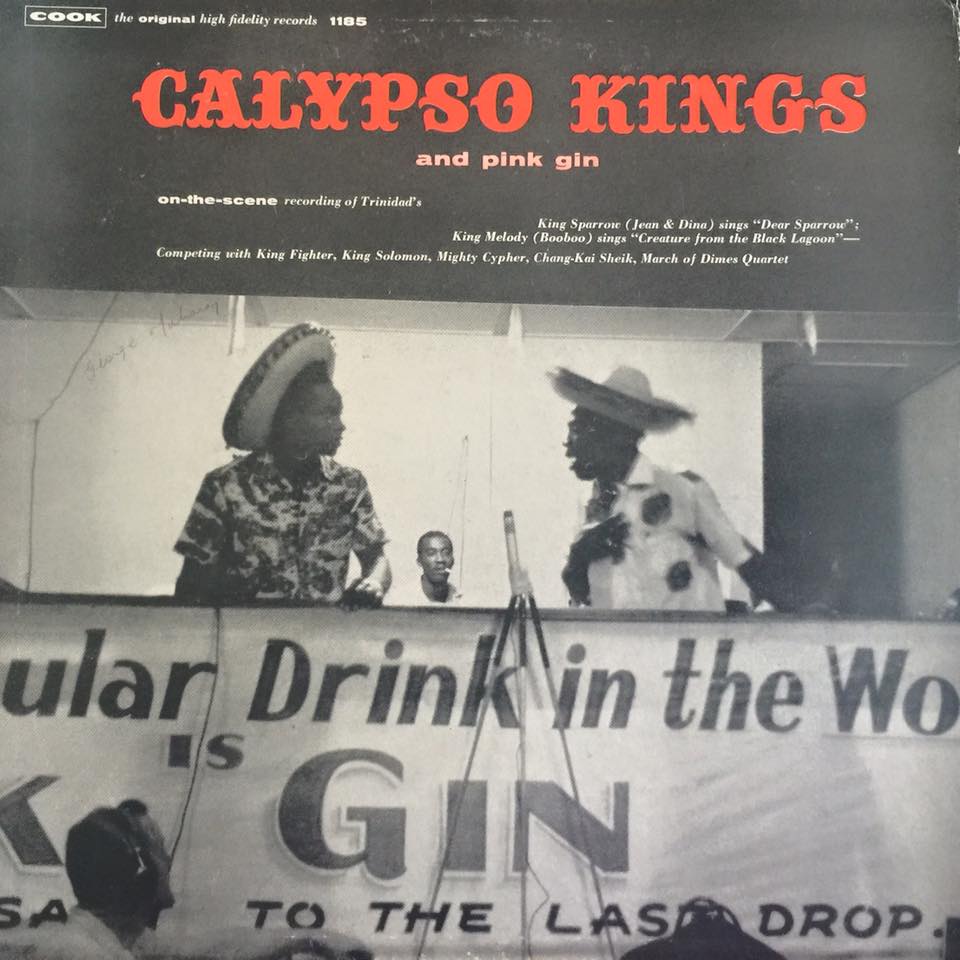 COOK the original high fidelity records 1185
CALYPSO KINGS
and pink gin
on-the-scene recording of Trinidad's
King Sparrow (Jean & Dina) sings "Dear Sparrow";
King Melody (Booboo) sings "Creature from the Black Lagoon"—
Competing with King Fighter, King Solomon, Mighty Cypher, Chang-Kai Sheik, March of Dimes Quartet
ular Drink in the Wo
IS
K GIN
SA TO THE LAST DROP.